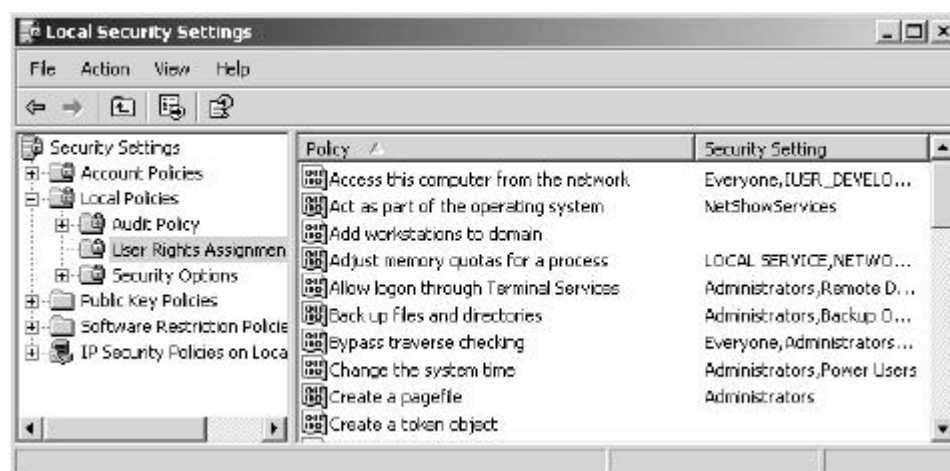 Local Security Settings
File Action View Help
Security Settings
Account Policies
Local Policies
Audit Policy
User Rights Assignmen
Security Options
Public Key Policies
Software Restriction Policie
IP Security Policies on Loca
Policy Security Setting
Access this computer from the network Everyone,IUSR_DEVELO...
Act as part of the operating system NetShowServices
Add workstations to domain
Adjust memory quotas for a process LOCAL SERVICE,NETWO...
Allow logon through Terminal Services Administrators,Remote D...
Back up files and directories Administrators,Backup O...
Bypass traverse checking Everyone,Administrators...
Change the system time Administrators,Power Users
Create a pagefile Administrators
Create a token object